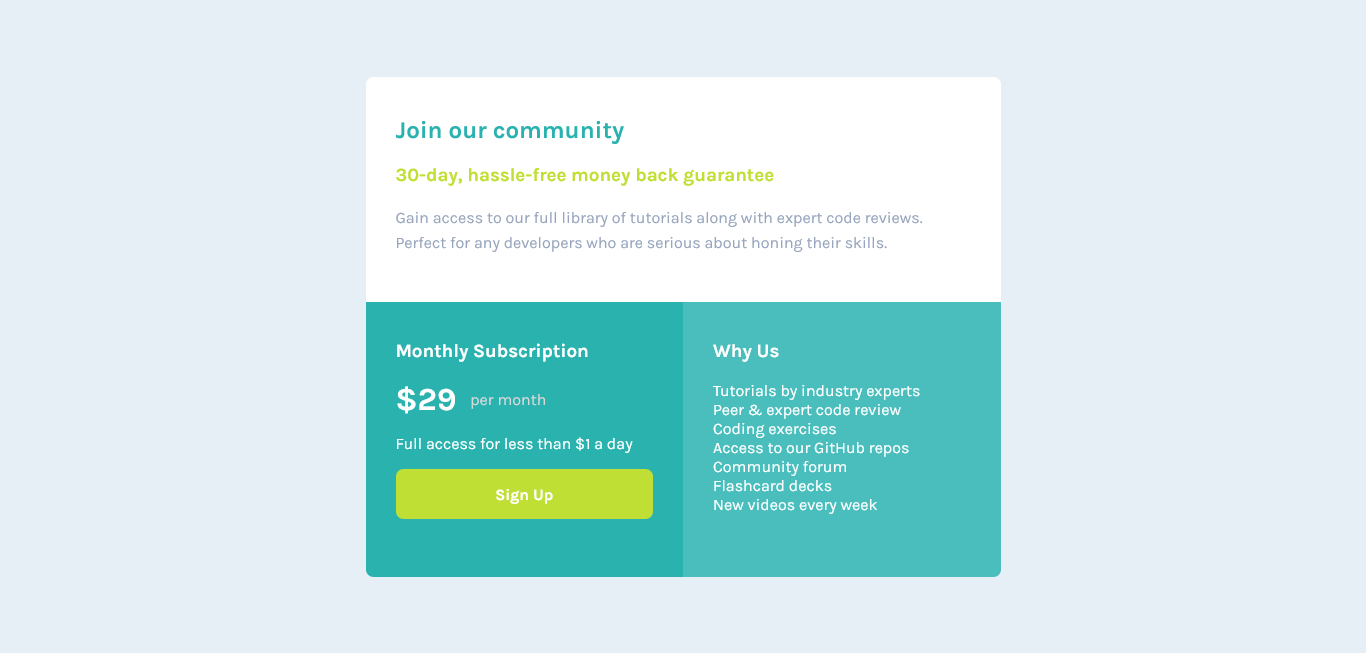 Join our community
30-day, hassle-free money back guarantee
Gain access to our full library of tutorials along with expert code reviews.
Perfect for any developers who are serious about honing their skills.
Monthly Subscription
$29 per month
Full access for less than $1 a day
Sign Up
Why Us
Tutorials by industry experts
Peer & expert code review
Coding exercises
Access to our GitHub repos
Community forum
Flashcard decks
New videos every week